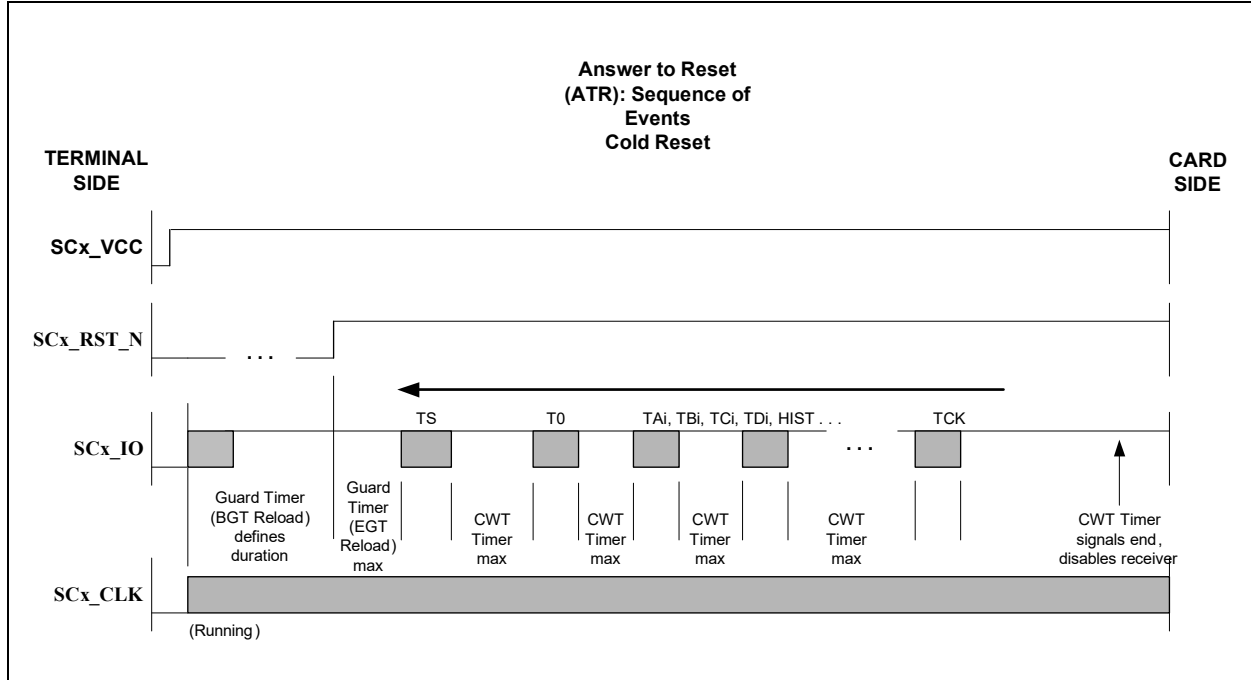 Answer to Reset
(ATR): Sequence of
Events
Cold Reset
TERMINAL
SIDE
CARD
SIDE
SCx_VCC
SCx_RST_N
. . .
TS
T0
TAi, TBi, TCi, TDi, HIST . . .
TCK
SCx_IO
. . .
Guard Timer
(BGT Reload)
defines
duration
Guard
Timer
(EGT
Reload)
max
CWT
Timer
max
CWT
Timer
max
CWT
Timer
max
CWT
Timer
max
CWT Timer
signals end,
disables receiver
SCx_CLK
(Running)